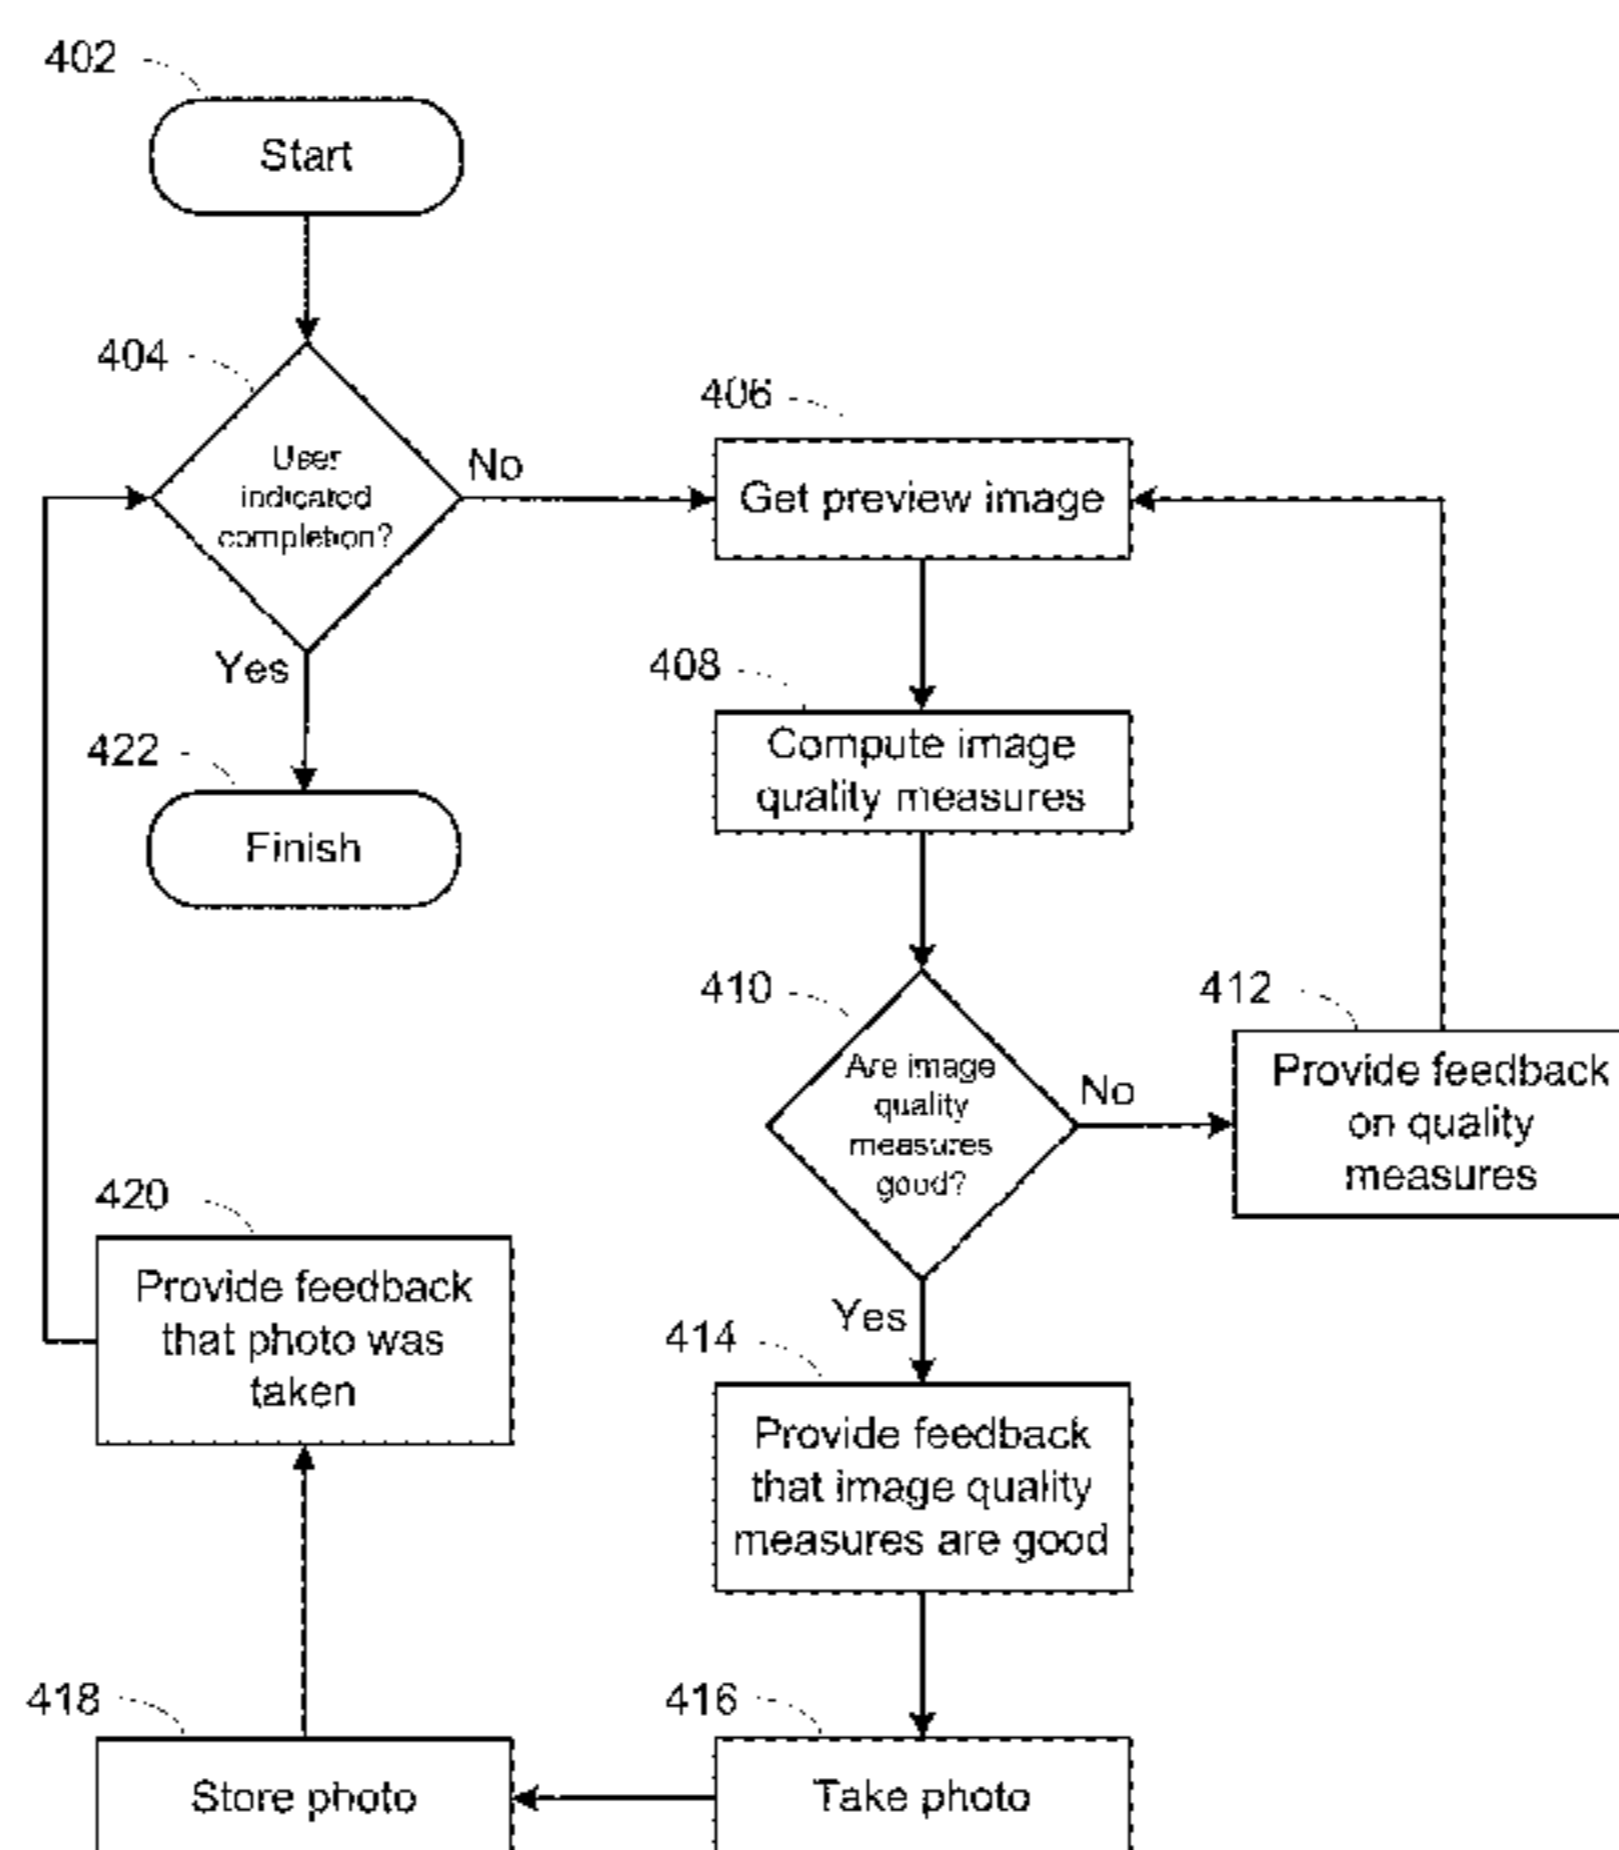 402
Start
404
User
indicated
completion?
No
Yes
406
Get preview image
408
Compute image
quality measures
422
Finish
410
Are image
quality
measures
good?
No
412
Provide feedback
on quality
measures
Yes
414
Provide feedback
that image quality
measures are good
420
Provide feedback
that photo was
taken
418
Store photo
416
Take photo